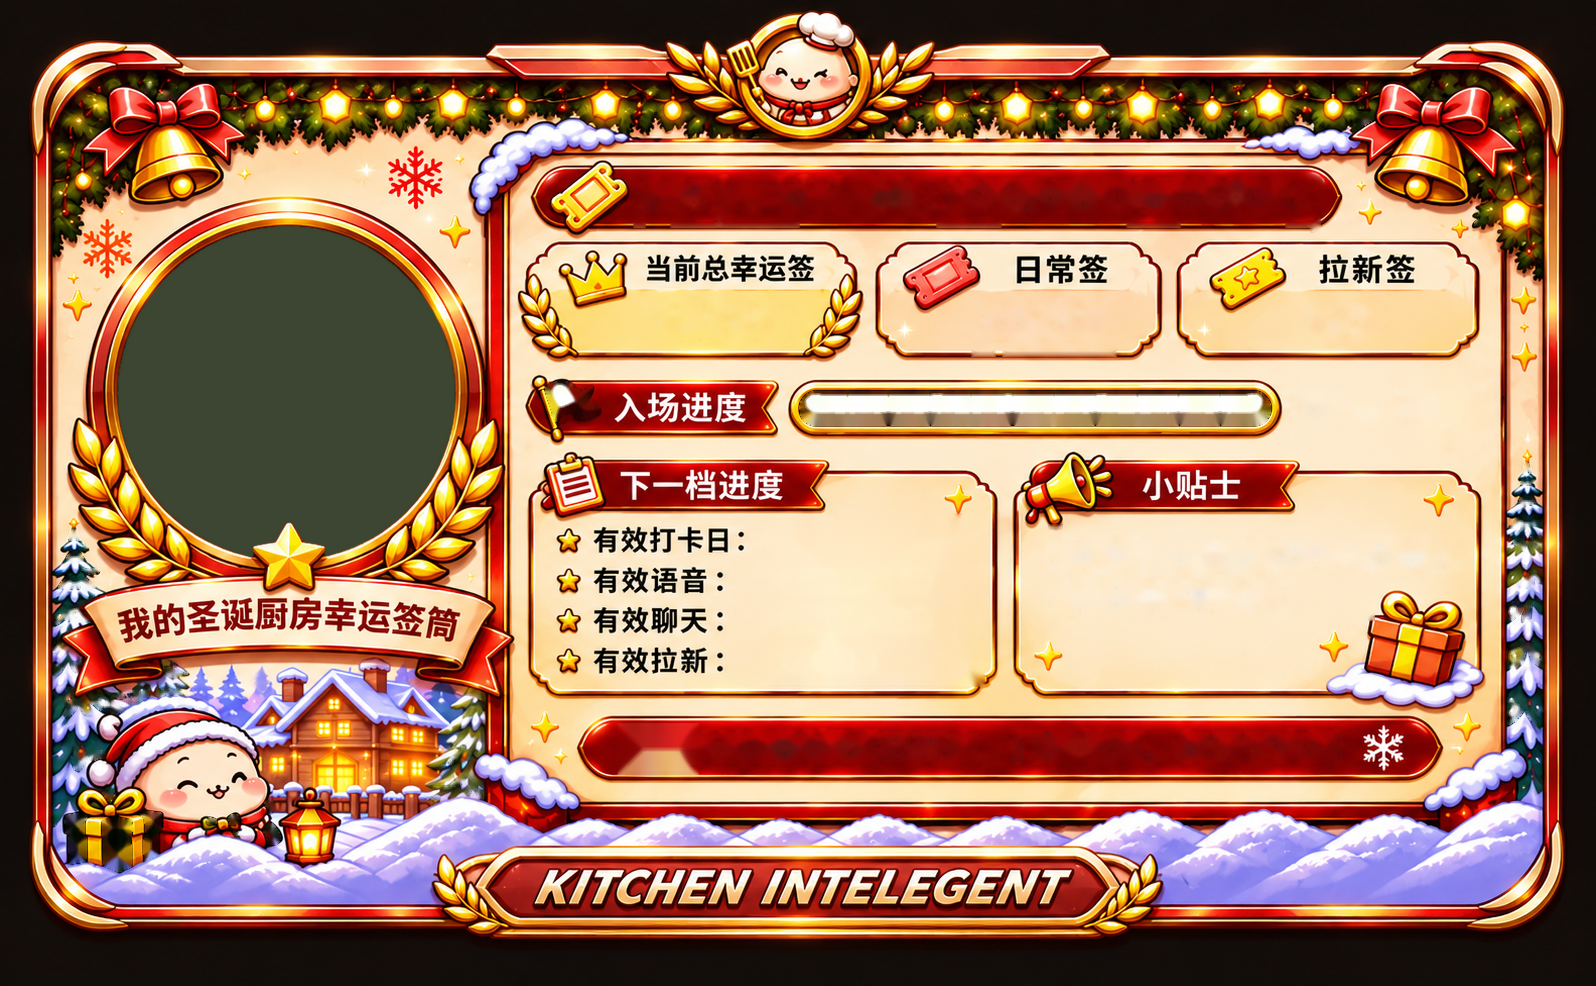 当前总幸运签
日常签
拉新签
入场进度
下一档进度
有效打卡日：
有效语音：
有效聊天：
有效拉新：
小贴士
我的圣诞厨房幸运签筒
KITCHEN INTELEGENT